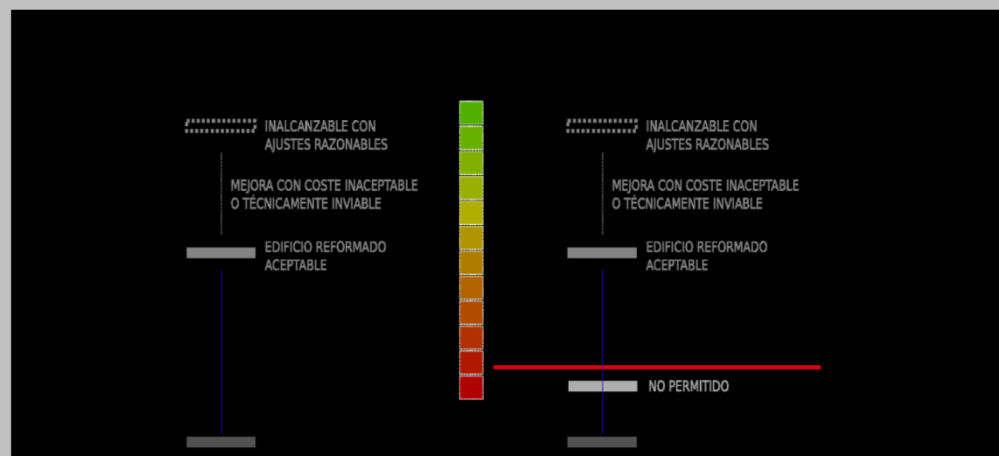 INALCANZABLE CON
AJUSTES RAZONABLES
MEJORA CON COSTE INACEPTABLE
O TÉCNICAMENTE INVIABLE
EDIFICIO REFORMADO
ACEPTABLE
INALCANZABLE CON
AJUSTES RAZONABLES
MEJORA CON COSTE INACEPTABLE
O TÉCNICAMENTE INVIABLE
EDIFICIO REFORMADO
ACEPTABLE
NO PERMITIDO